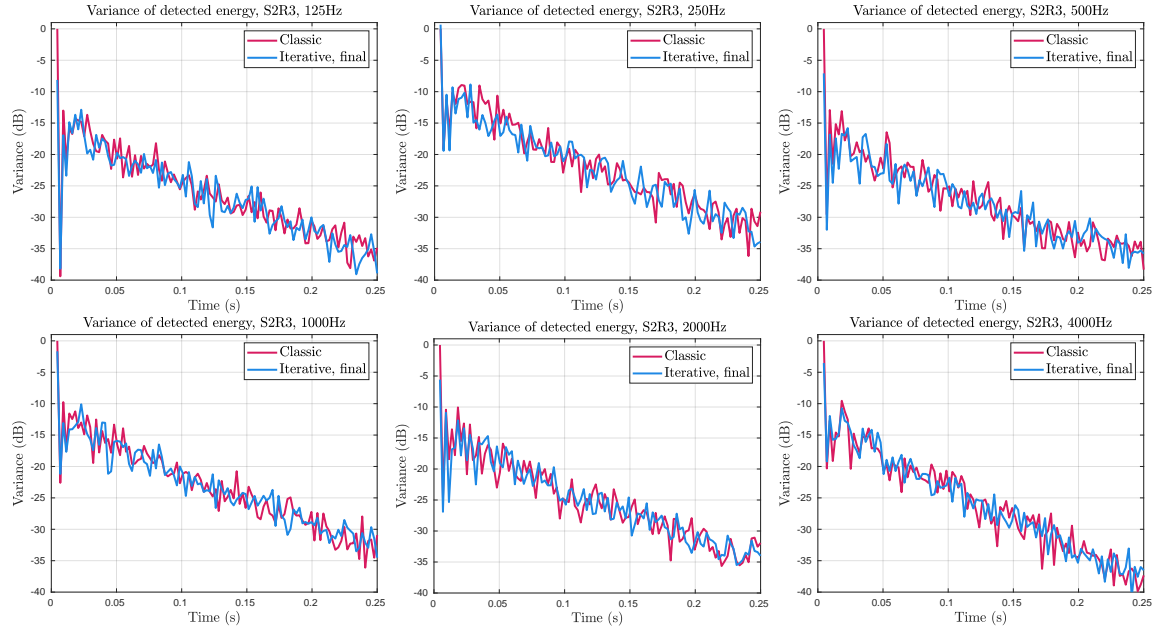 Variance of detected energy, S2R3, 125Hz
Classic
Iterative, final
Variance (dB)
0
-5
-10
-15
-20
-25
-30
-35
-40
0 0.05 0.1 0.15 0.2 0.25
Time (s)
Variance of detected energy, S2R3, 250Hz
Classic
Iterative, final
Variance (dB)
0
-5
-10
-15
-20
-25
-30
-35
-40
0 0.05 0.1 0.15 0.2 0.25
Time (s)
Variance of detected energy, S2R3, 500Hz
Classic
Iterative, final
Variance (dB)
0
-5
-10
-15
-20
-25
-30
-35
-40
0 0.05 0.1 0.15 0.2 0.25
Time (s)
Variance of detected energy, S2R3, 1000Hz
Classic
Iterative, final
Variance (dB)
0
-5
-10
-15
-20
-25
-30
-35
-40
0 0.05 0.1 0.15 0.2 0.25
Time (s)
Variance of detected energy, S2R3, 2000Hz
Classic
Iterative, final
Variance (dB)
0
-5
-10
-15
-20
-25
-30
-35
-40
0 0.05 0.1 0.15 0.2 0.25
Time (s)
Variance of detected energy, S2R3, 4000Hz
Classic
Iterative, final
Variance (dB)
0
-5
-10
-15
-20
-25
-30
-35
-40
0 0.05 0.1 0.15 0.2 0.25
Time (s)